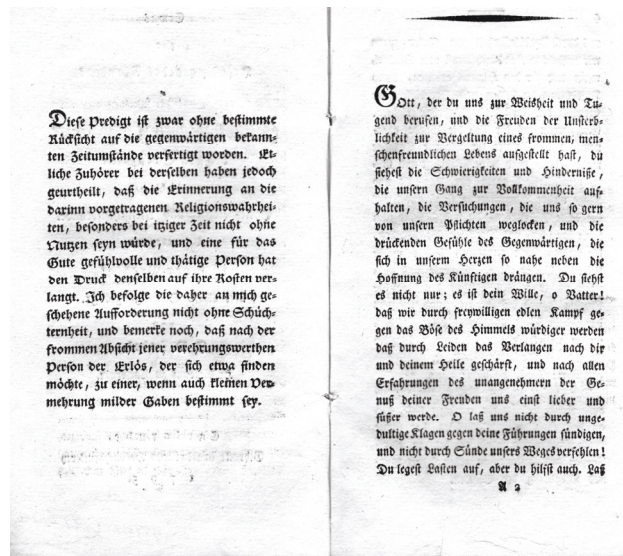 Diese Predigt ist zwar ohne bestimmte
Rücksicht auf die gegenwärtigen bekann-
ten Zeitumstände verfertigt worden. Et-
liche Zuhörer bei derselben haben jedoch
geurtheilt, daß die Erinnerung an die
darinn vorgetragenen Religionswahrhei-
ten, besonders bei itziger Zeit nicht ohne
Nutzen seyn würde, und eine für das
Gute gefühlvolle und thätige Person hat
den Druck denselben auf ihre Kosten ver-
langt. Ich befolge die daher an mich ge-
schehene Aufforderung nicht ohne Schüch-
ternheit, und bemerke noch, daß nach der
frommen Absicht jener verehrungswerthen
Person der Erlös, der sich etwa finden
möchte, zu einer, wenn auch kleinen Ver-
mehrung milder Gaben bestimmt sey.
Gott, der du uns zur Weisheit und Tu-
gend berufen, und die Freuden der Unsterb-
lichkeit zur Vergeltung eines frommen, men-
schenfreundlichen Lebens aufgestellt hast, du
siehest die Schwierigkeiten und Hinderniße,
die unsern Gang zur Vollkommenheit auf-
halten, die Versuchungen, die uns so gern
von unsern Pflichten weglocken, und die
drückenden Gefühle des Gegenwärtigen, die
sich in unserm Herzen so nahe neben die
Hoffnung des Künftigen drängen. Du siehst
es nicht nur; es ist dein Wille, o Vatter!
daß wir durch freywilligen edlen Kampf ge-
gen das Böse des Himmels würdiger werden
daß durch Leiden das Verlangen nach dir
und deinem Heile geschärft, und nach allen
Erfahrungen des unangenehmern der Ge-
nuß deiner Freuden uns einst lieber und
süßer werde. O laß uns nicht durch unge-
dultige Klagen gegen deine Führungen sündigen,
und nicht durch Sünde unsers Weges verfehlen!
Du legest Lasten auf, aber du hilfst auch. Laß
A 2